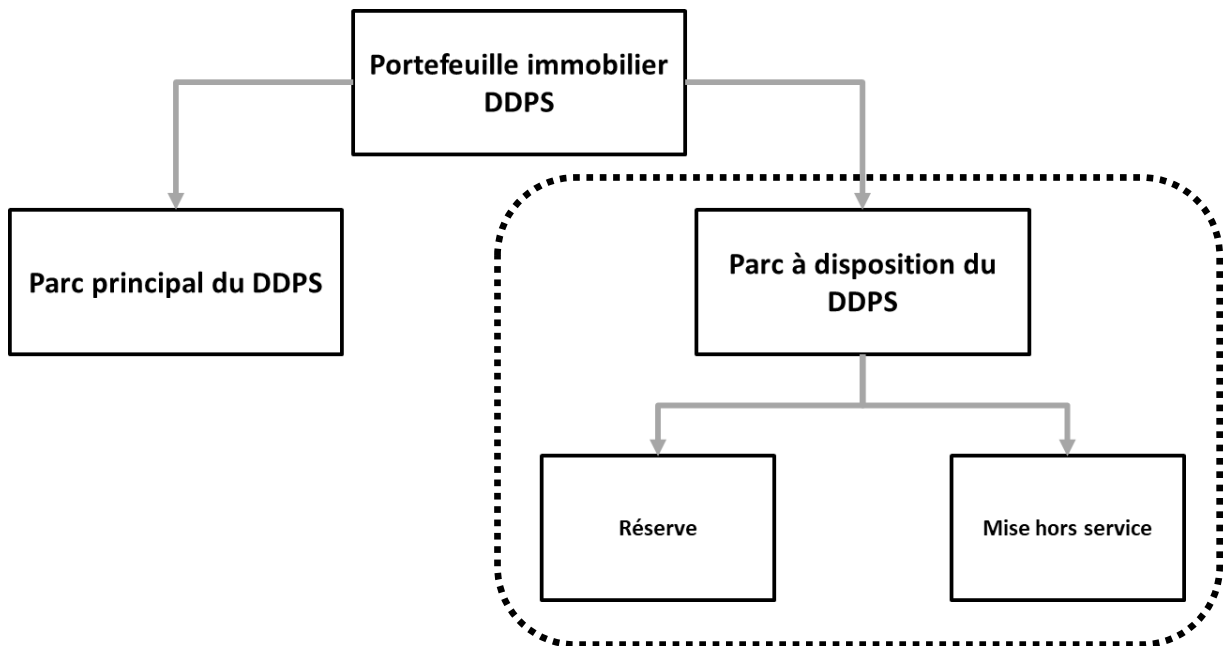 Portefeuille immobilier
DDPS
Parc principal du DDPS
Parc à disposition du
DDPS
Réserve
Mise hors service